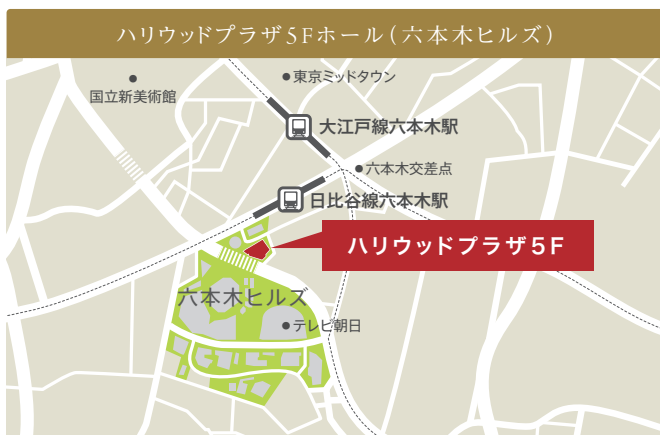 ハリウッドプラザ5Fホール(六本木ヒルズ)
東京ミッドタウン
国立新美術館
大江戸線六本木駅
六本木交差点
日比谷線六本木駅
ハリウッドプラザ5F
六本木ヒルズ
テレビ朝日